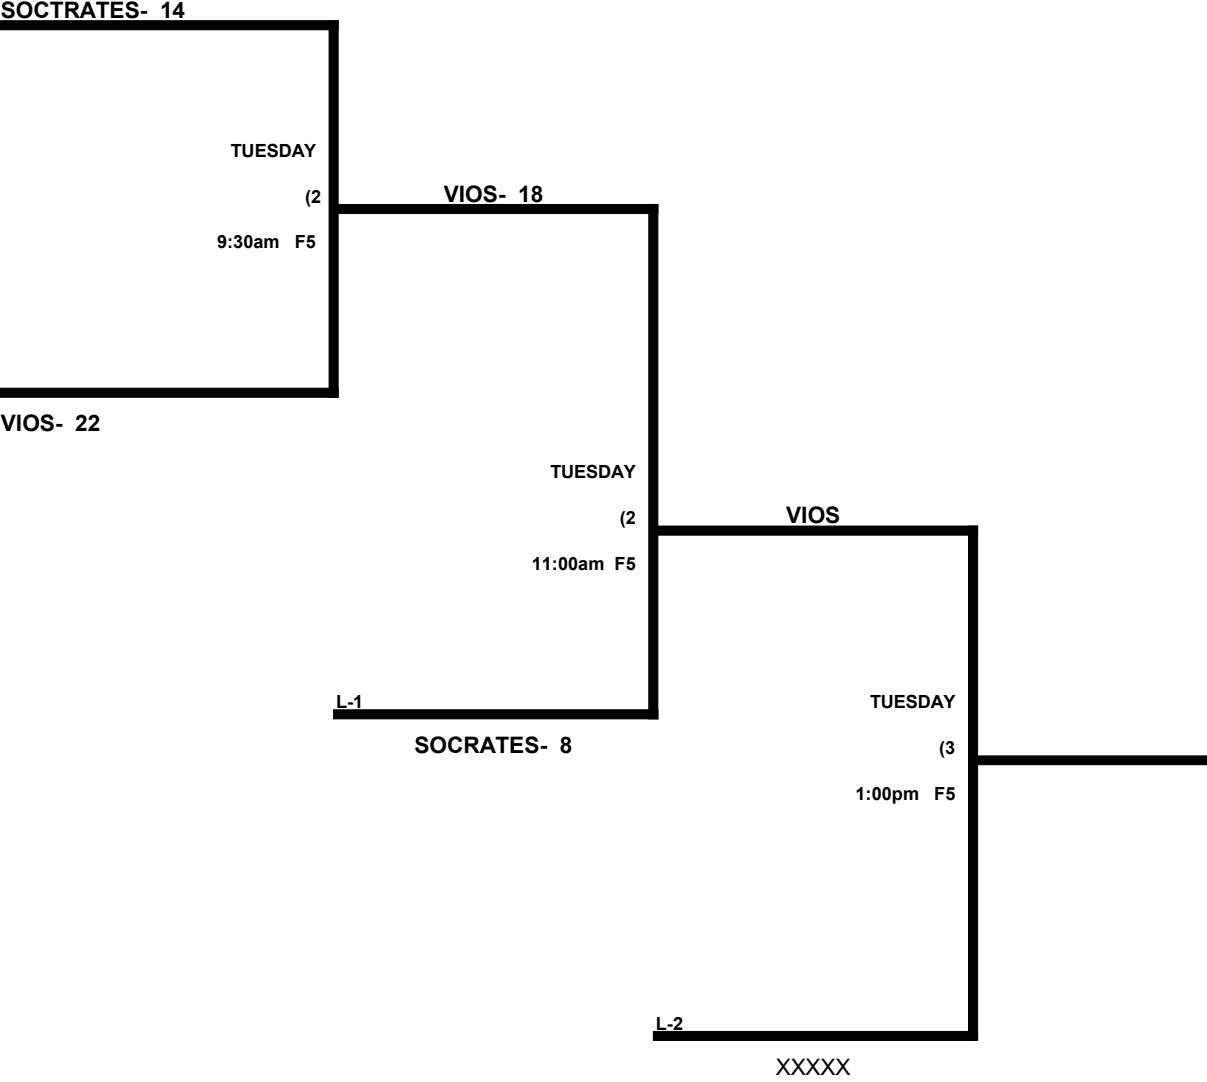 SOCTRATES- 14
TUESDAY
(2
VIOS- 18
9:30am F5
VIOS- 22
TUESDAY
(2
VIOS
11:00am F5
L-1
TUESDAY
SOCRATES- 8
(3
1:00pm F5
L-2
XXXXX